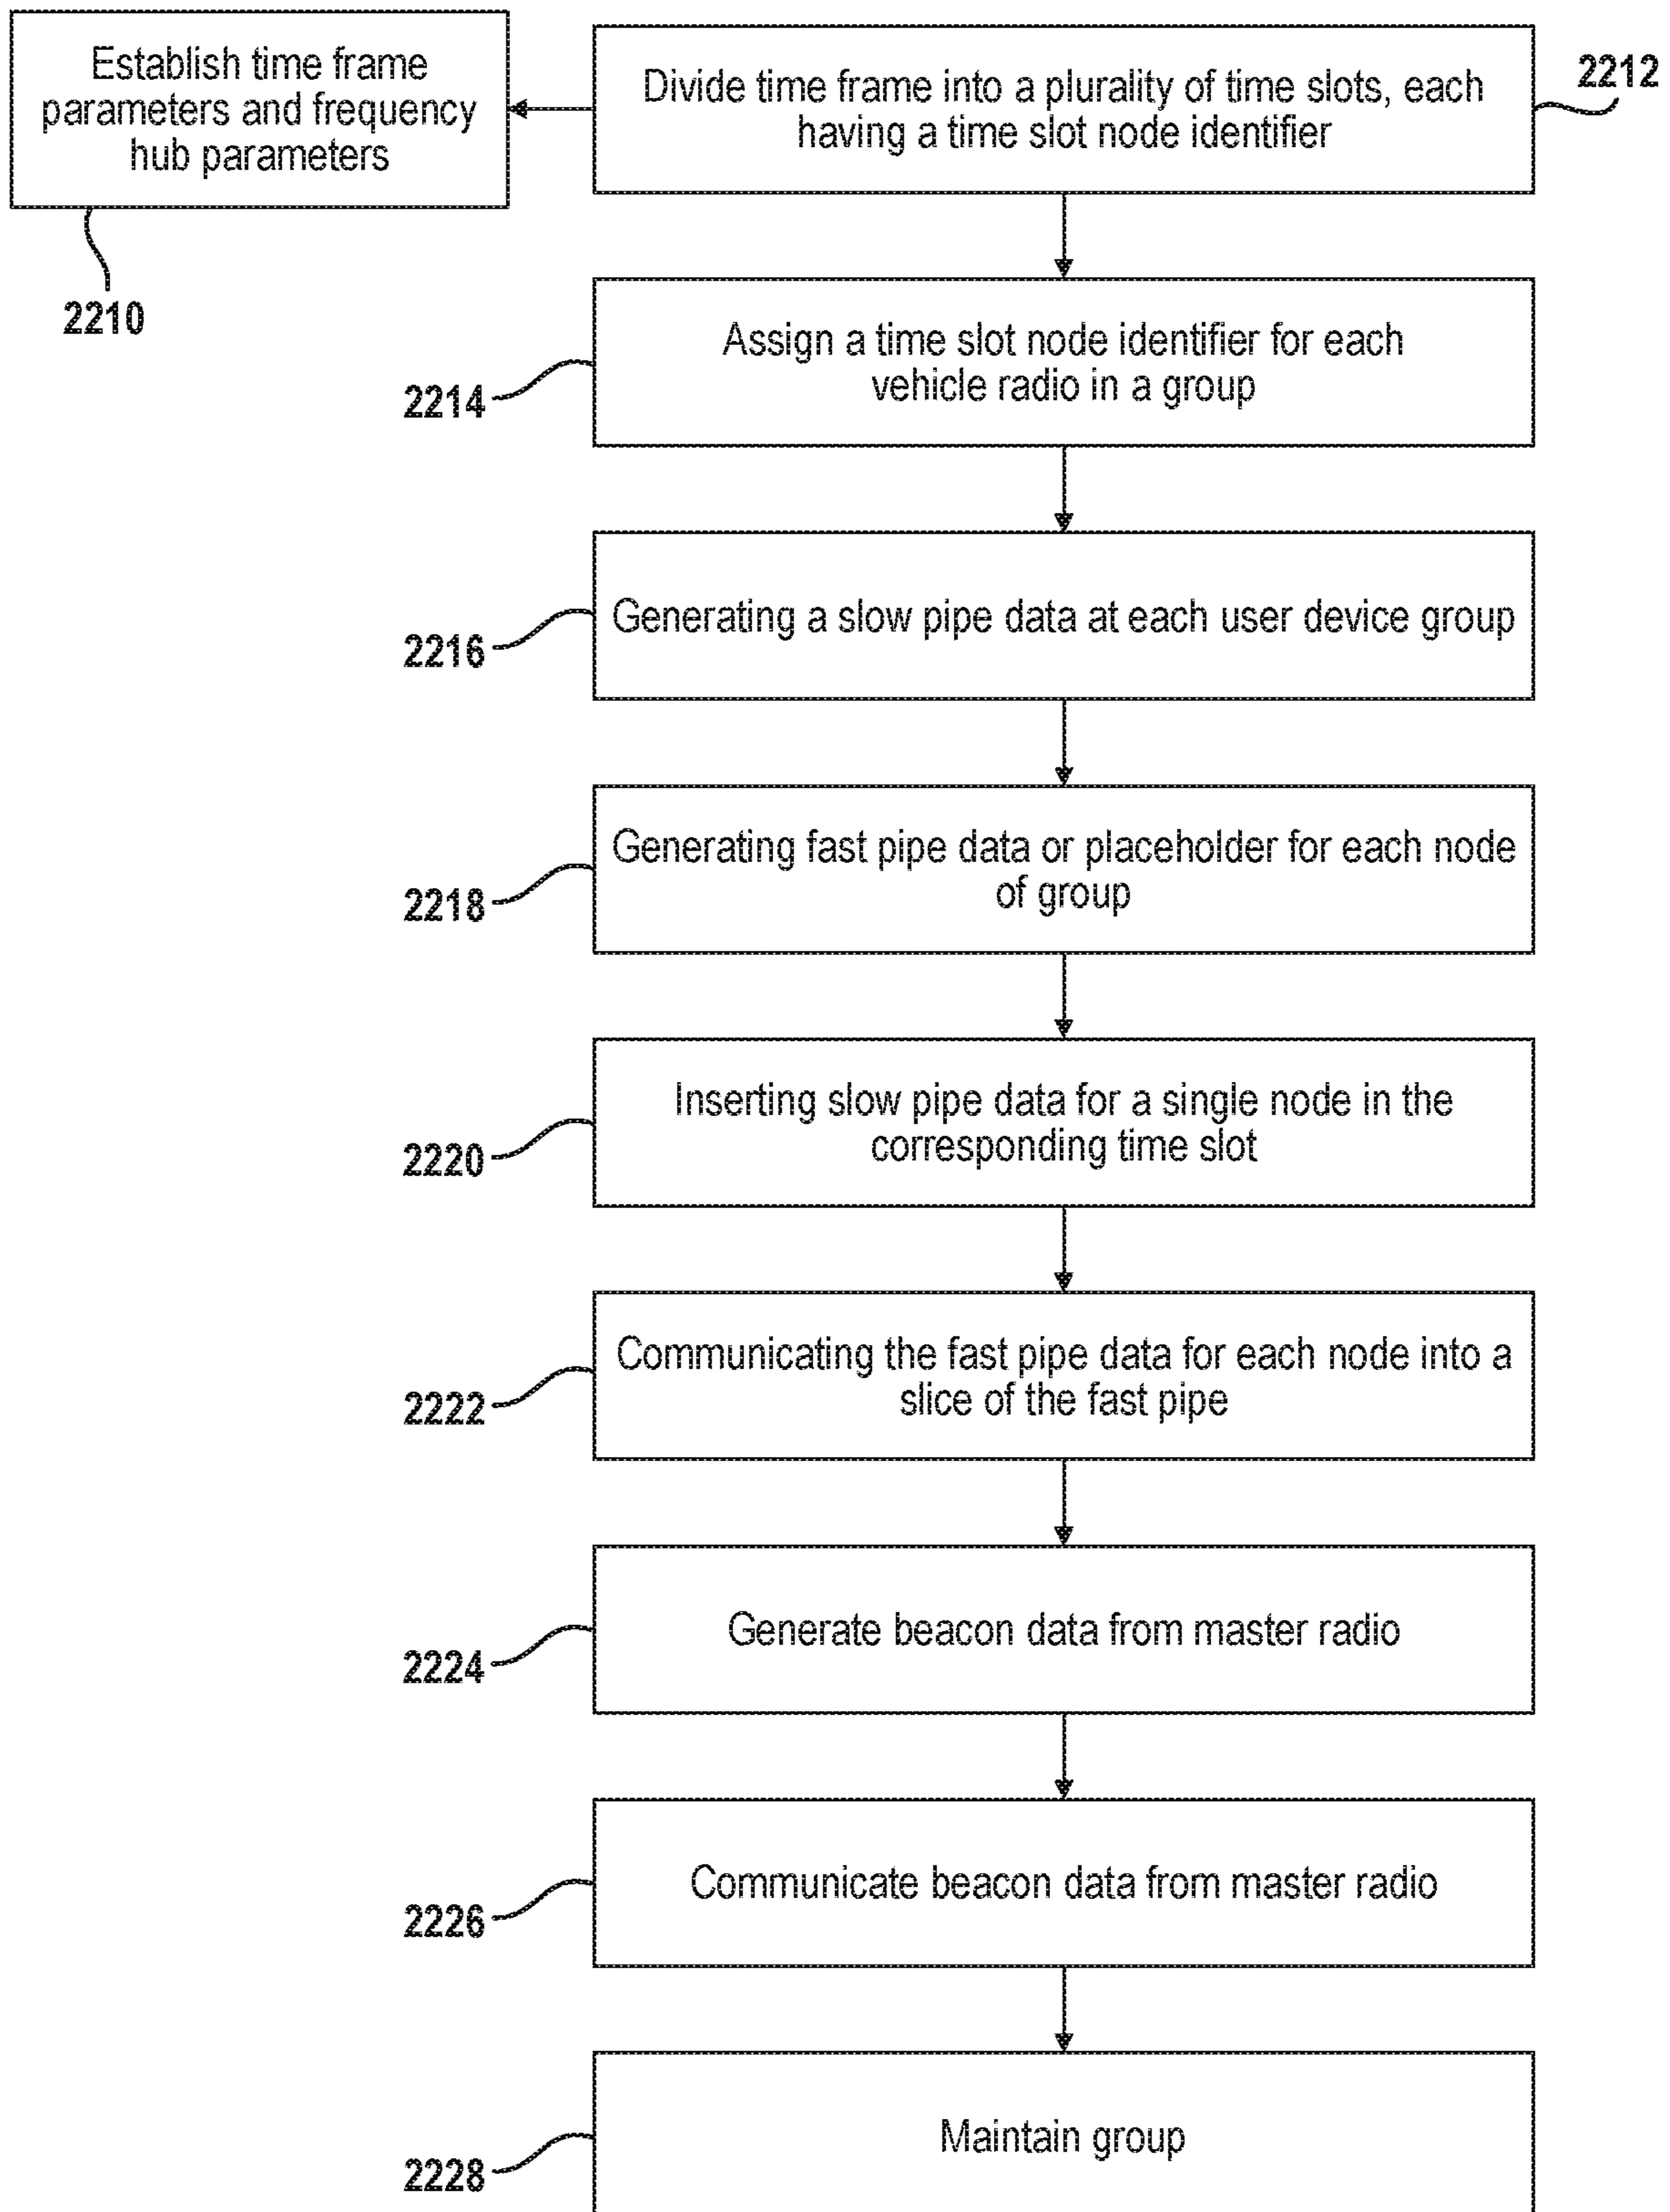 Establish time frame
parameters and frequency
hub parameters
2210
Divide time frame into a plurality of time slots, each
having a time slot node identifier
2212
Assign a time slot node identifier for each
vehicle radio in a group
2214
Generating a slow pipe data at each user device group
2216
Generating fast pipe data or placeholder for each node
of group
2218
Inserting slow pipe data for a single node in the
corresponding time slot
2220
Communicating the fast pipe data for each node into a
slice of the fast pipe
2222
Generate beacon data from master radio
2224
Communicate beacon data from master radio
2226
Maintain group
2228